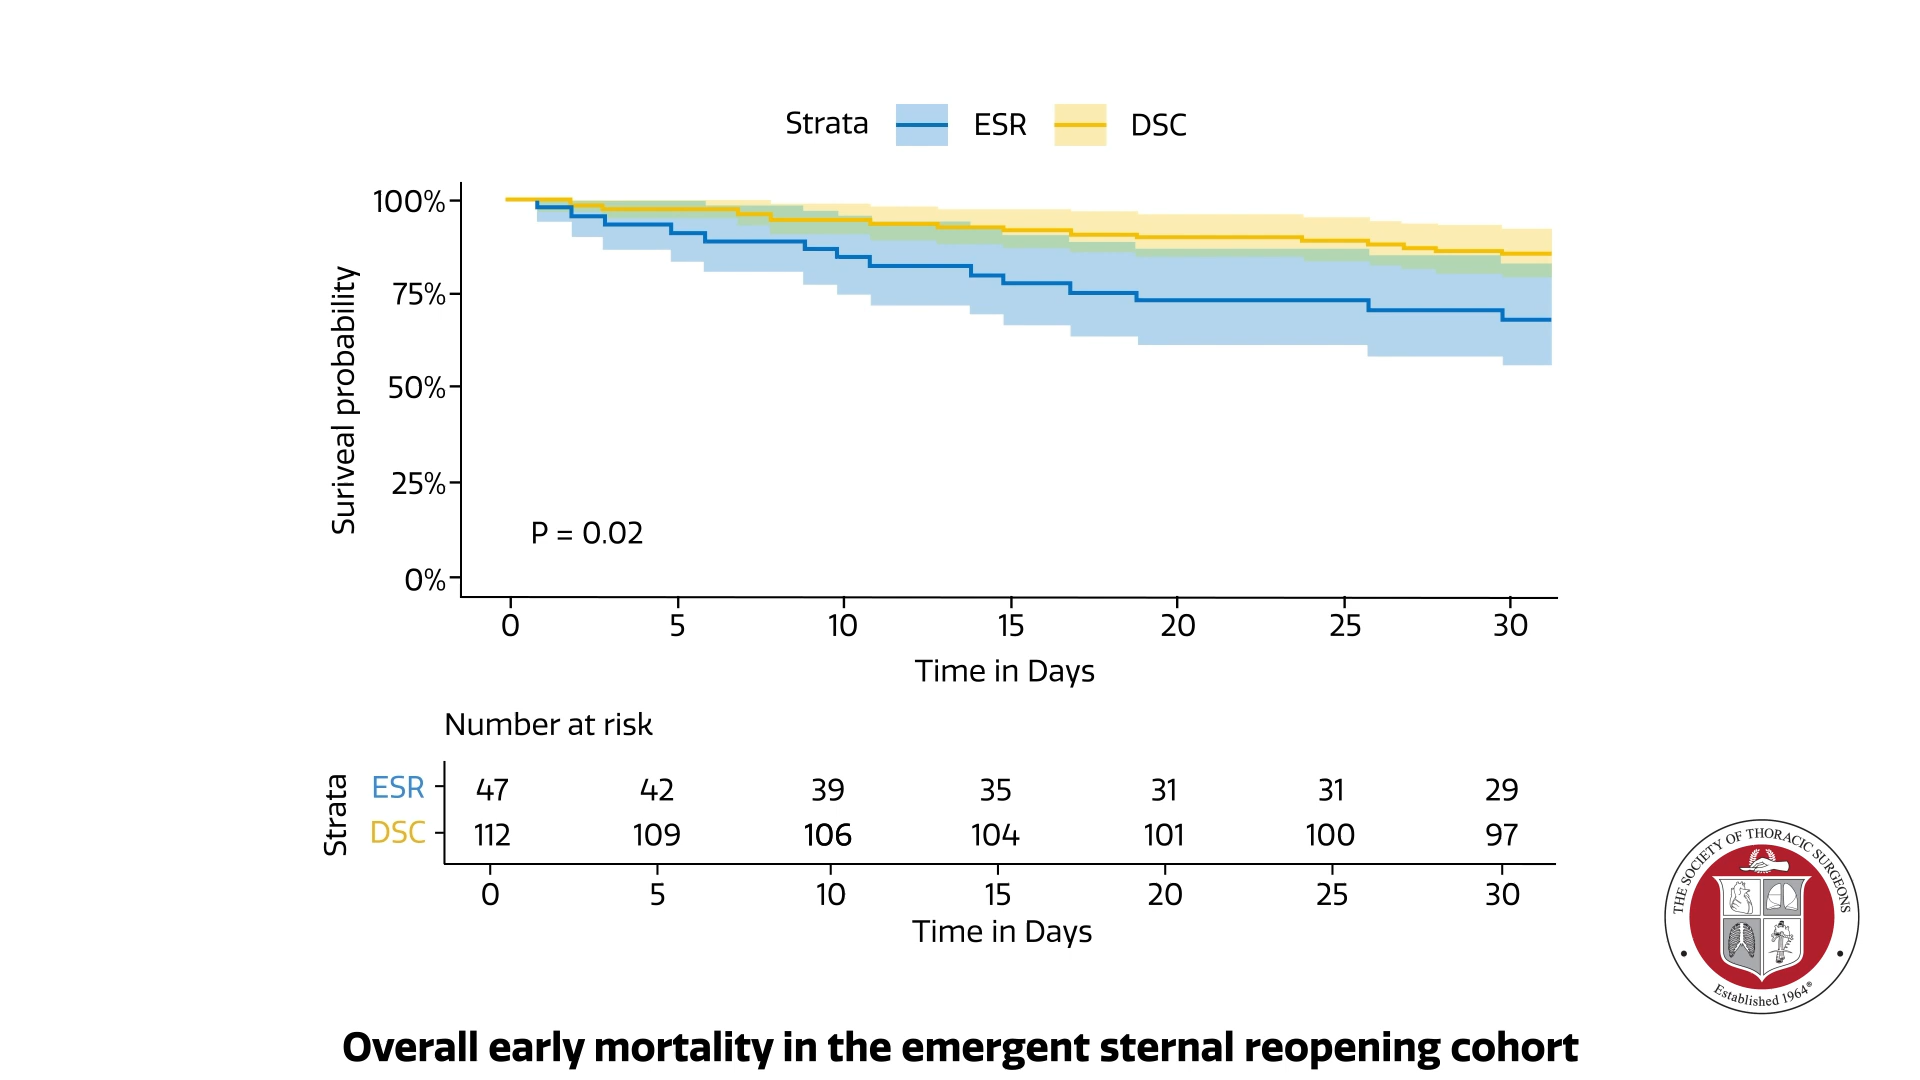 Strata ESR DSC
100%
75%
50%
25%
0%
Suriveal probability
P = 0.02
0 5 10 15 20 25 30
Time in Days
Number at risk
Strata
ESR 47 42 39 35 31 31 29
DSC 112 109 106 104 101 100 97
0 5 10 15 20 25 30
Time in Days
THE SOCIETY OF THORACIC SURGEONS
Established 1964®
Overall early mortality in the emergent sternal reopening cohort